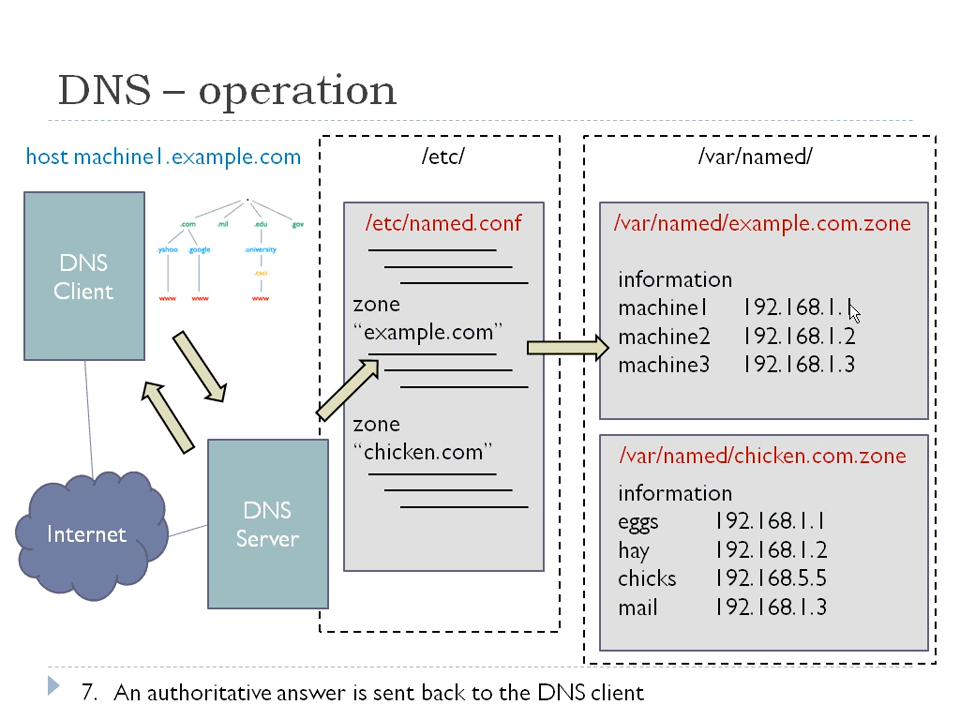 DNS – operation
host machine1.example.com
/etc/
/var/named/
DNS
Client
.
.com .mil .edu gov
.yahoo .google .university
.csci
www www www
/etc/named.conf
zone
“example.com”
zone
“chicken.com”
/var/named/example.com.zone
information
machine1 192.168.1.1
machine2 192.168.1.2
machine3 192.168.1.3
/var/named/chicken.com.zone
information
eggs 192.168.1.1
hay 192.168.1.2
chicks 192.168.5.5
mail 192.168.1.3
Internet
DNS
Server
7. An authoritative answer is sent back to the DNS client